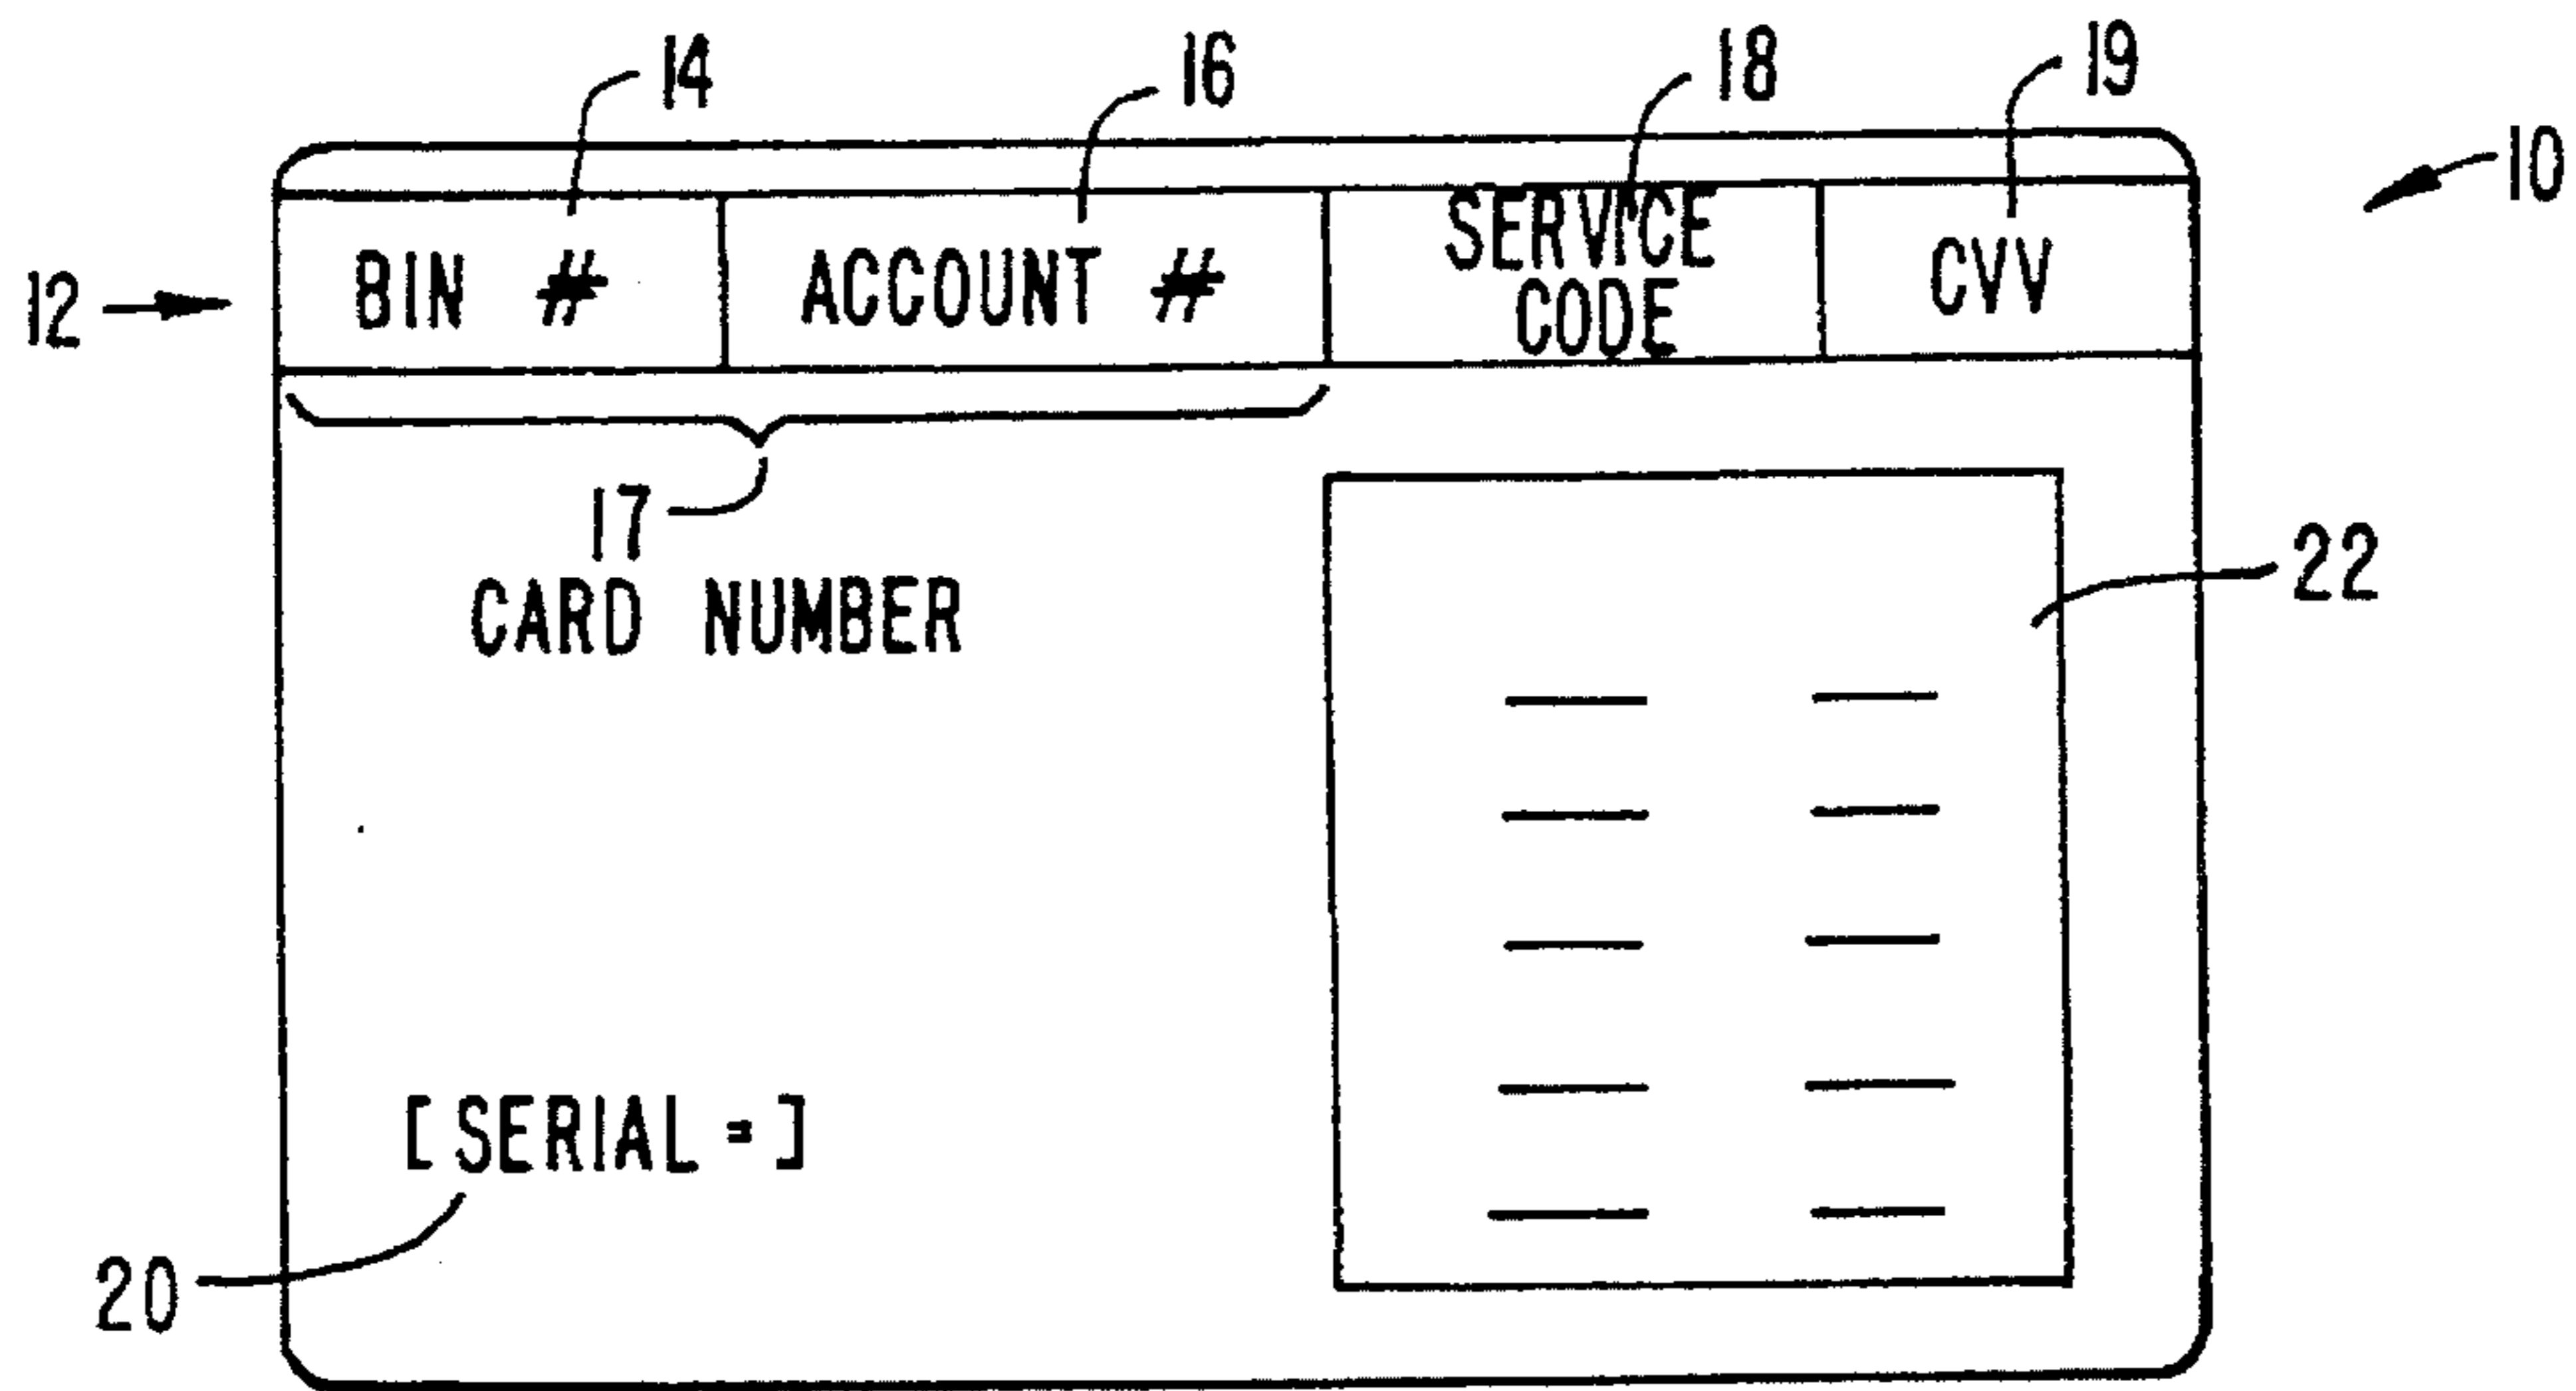 14 16 18 19
10
12
BIN # ACCOUNT # SERVICE CODE CVV
17
CARD NUMBER
22
[SERIAL = ]
20